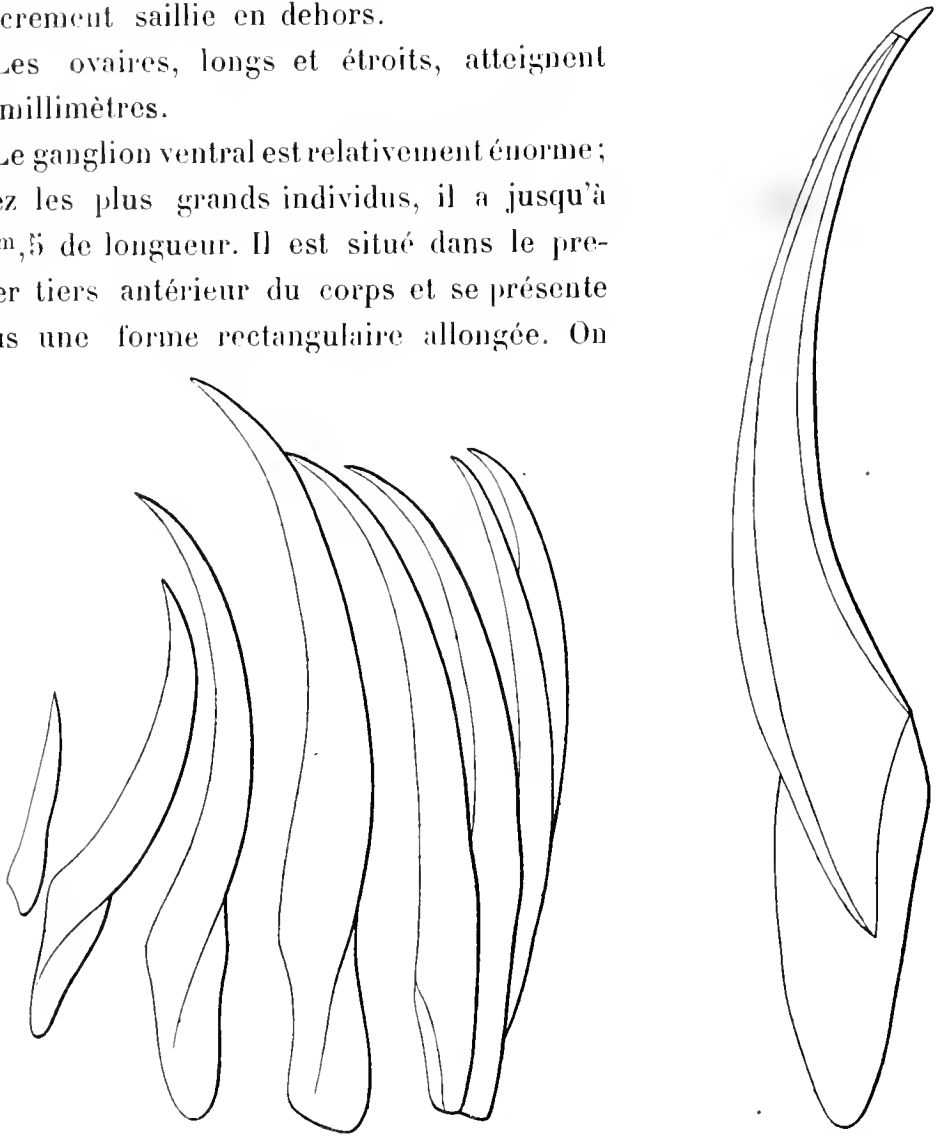 crement saillie en dehors.
Les ovaires, longs et étroits, atteignent
millimètres.
Le ganglion ventral est relativement énorme;
ez les plus grands individus, il a jusqu'à
m,5 de longueur. Il est situé dans le pre-
er tiers antérieur du corps et se présente
us une forme rectangulaire allongée. On